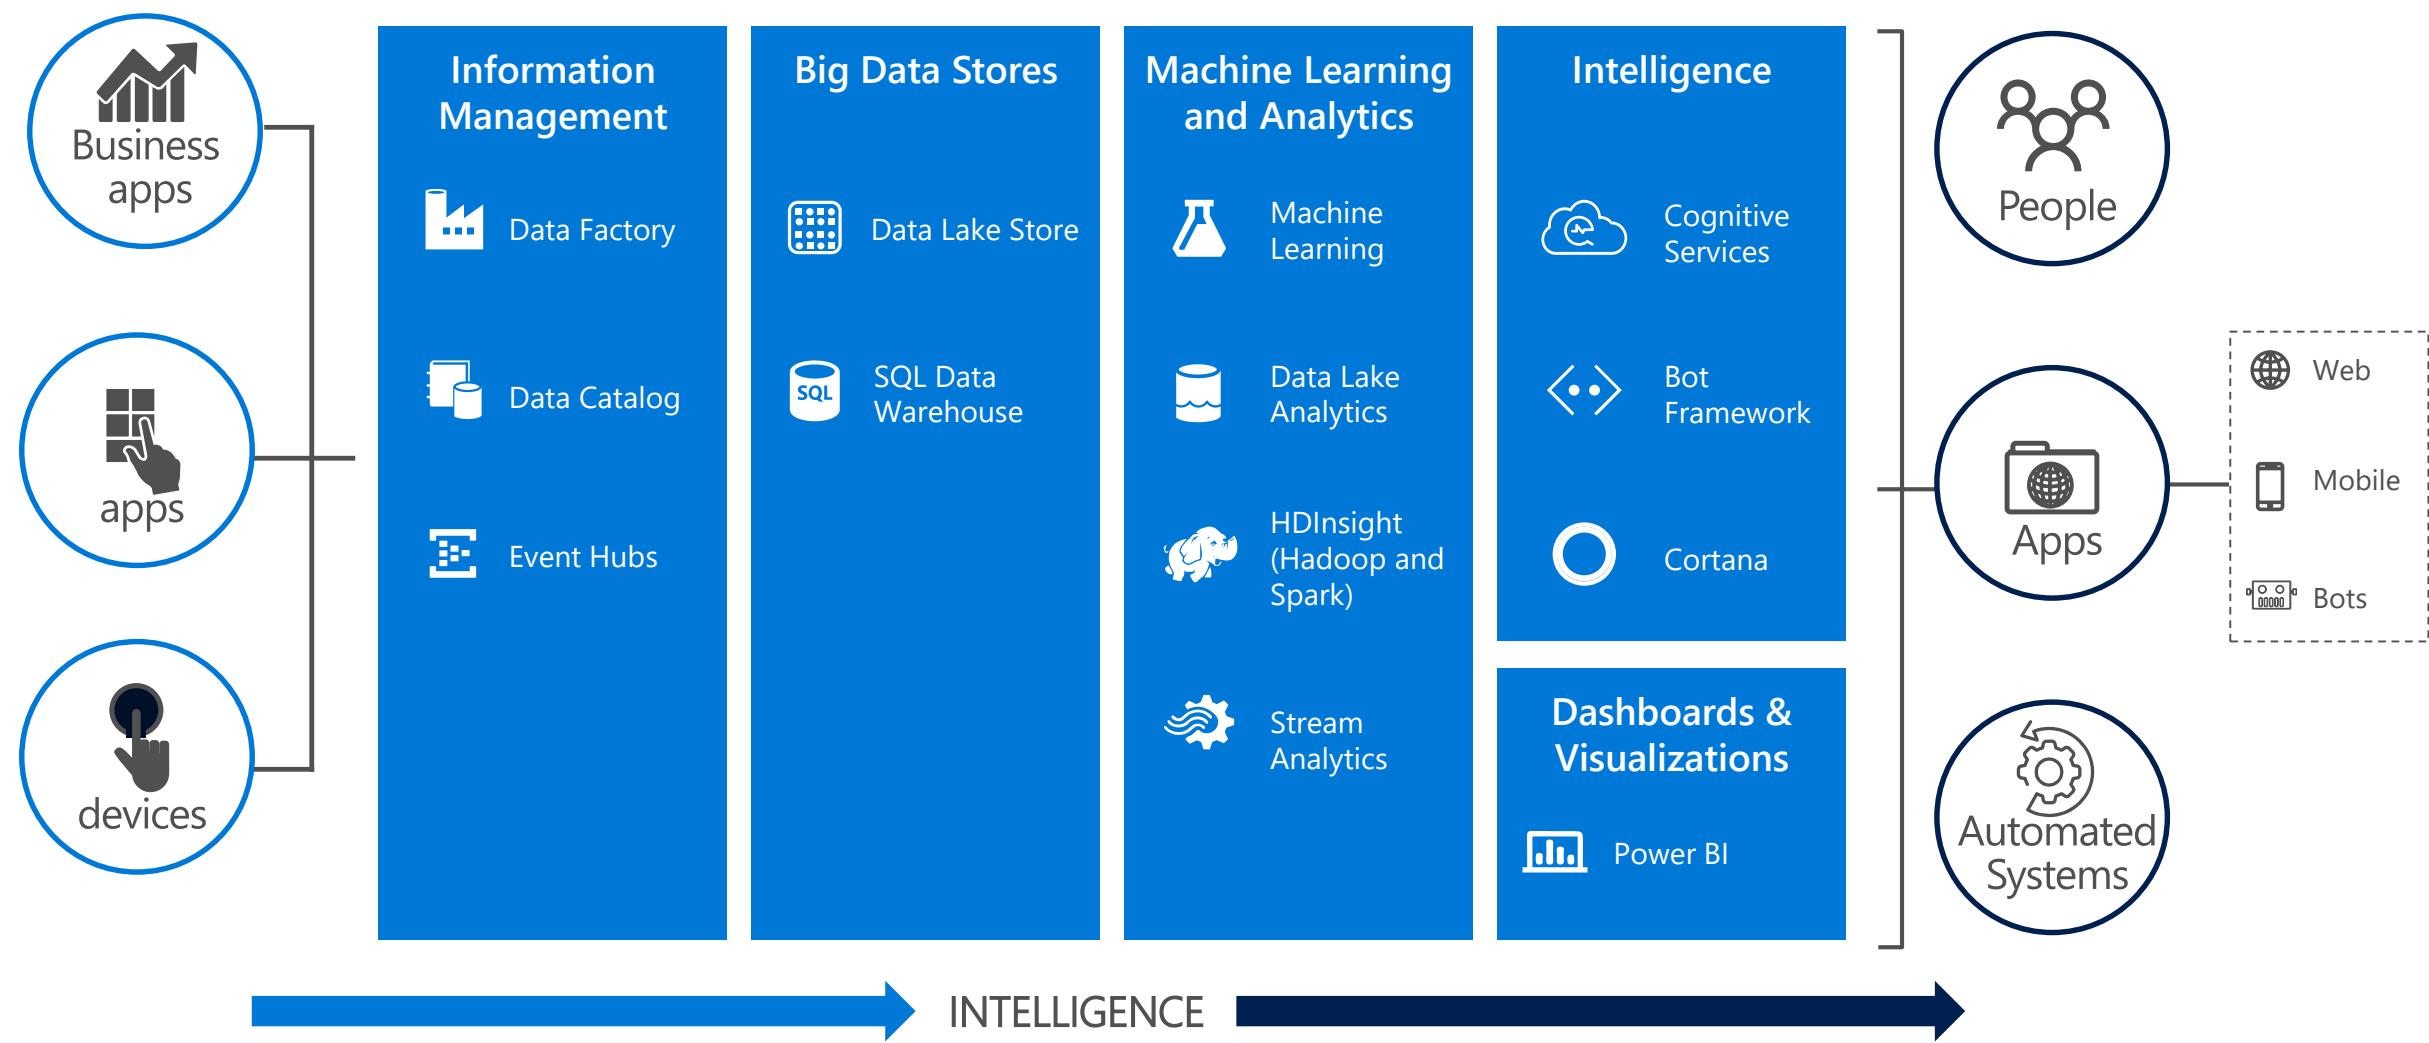 Business
apps
apps
devices
Information
Management
Data Factory
Data Catalog
Event Hubs
Big Data Stores
Data Lake Store
SQL
SQL Data
Warehouse
Machine Learning
and Analytics
Machine
Learning
Data Lake
Analytics
HDInsight
(Hadoop and
Spark)
Stream
Analytics
Intelligence
Cognitive
Services
Bot
Framework
Cortana
Dashboards &
Visualizations
Power BI
People
Apps
Automated
Systems
Web
Mobile
Bots
INTELLIGENCE